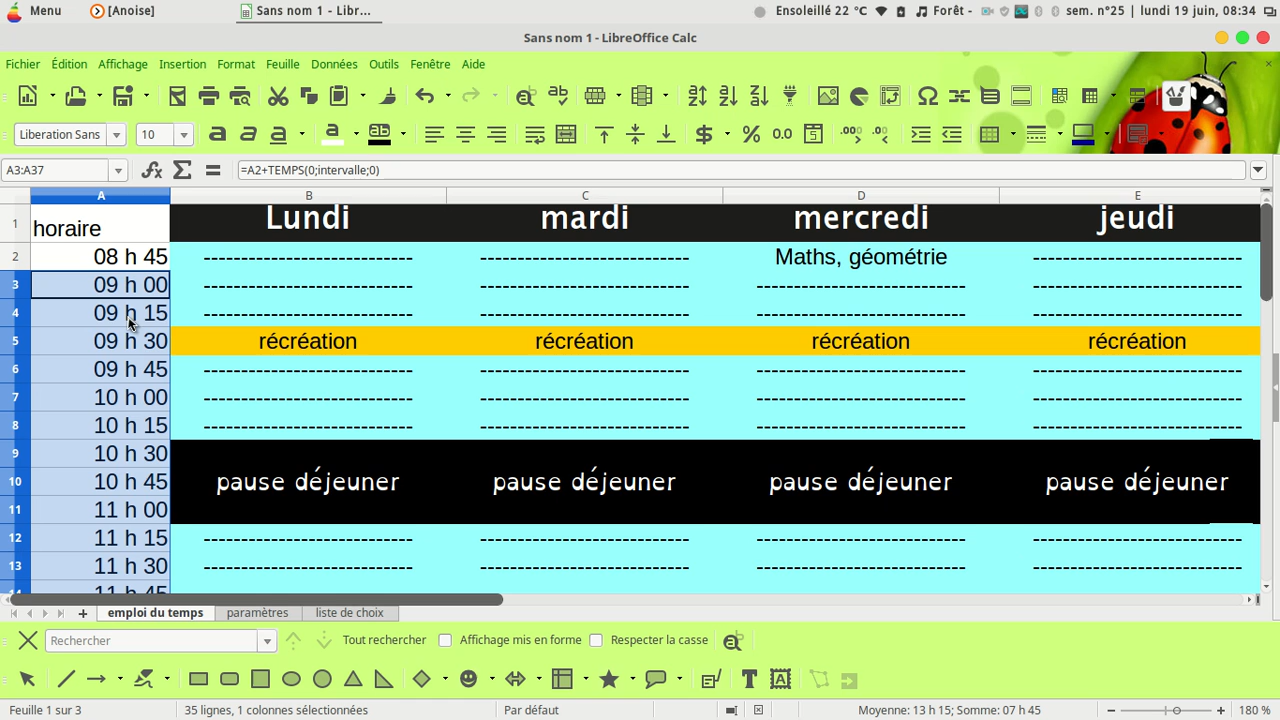 Menu [Anoise] Sans nom 1 - Libr... Ensoleillé 22 °C Forêt - sem. n°25 | lundi 19 juin, 08:34
Sans nom 1 - LibreOffice Calc
Fichier Édition Affichage Insertion Format Feuille Données Outils Fenêtre Aide
Liberation Sans 10
A3:A37 =A2+TEMPS(0;intervalle;0)
A B C D E
1 horaire Lundi mardi mercredi jeudi
2 08 h 45 ---------------------- ---------------------- Maths, géométrie ----------------------
3 09 h 00 ---------------------- ---------------------- ---------------------- ----------------------
4 09 h 15 ---------------------- ---------------------- ---------------------- ----------------------
5 09 h 30 récréation récréation récréation récréation
6 09 h 45 ---------------------- ---------------------- ---------------------- ----------------------
7 10 h 00 ---------------------- ---------------------- ---------------------- ----------------------
8 10 h 15 ---------------------- ---------------------- ---------------------- ----------------------
9 10 h 30
10 10 h 45 pause déjeuner pause déjeuner pause déjeuner pause déjeuner
11 11 h 00
12 11 h 15 ---------------------- ---------------------- ---------------------- ----------------------
13 11 h 30 ---------------------- ---------------------- ---------------------- ----------------------
11 h 45
emploi du temps paramètres liste de choix
Rechercher Tout rechercher Affichage mis en forme Respecter la casse
Feuille 1 sur 3 35 lignes, 1 colonnes sélectionnées Par défaut Moyenne: 13 h 15; Somme: 07 h 45 180 %